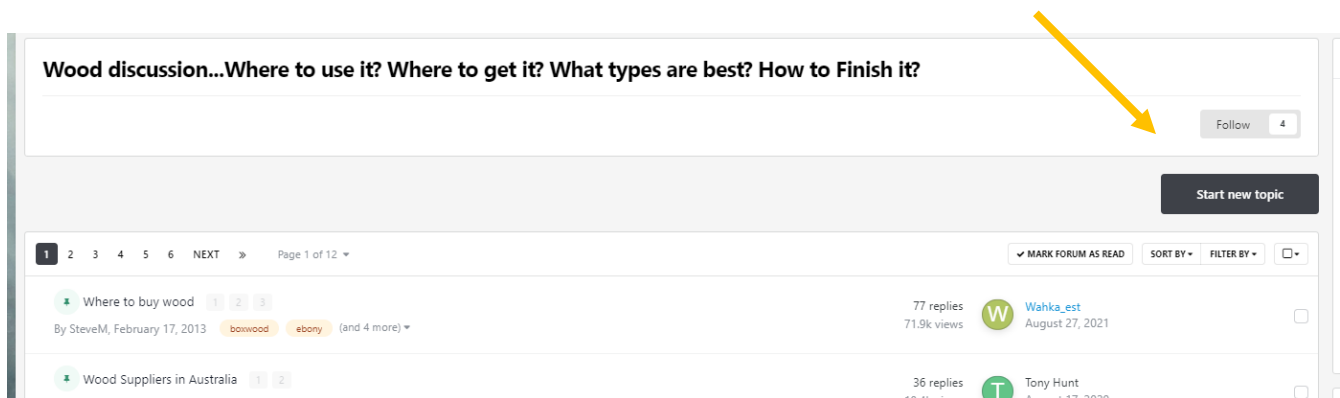 Wood discussion...Where to use it? Where to get it? What types are best? How to Finish it?
Follow 4
Start new topic
1 2 3 4 5 6 NEXT » Page 1 of 12
MARK FORUM AS READ SORT BY FILTER BY
Where to buy wood 1 2 3
77 replies
Wahka_est
By SteveM, February 17, 2013 boxwood ebony (and 4 more)
71.9k views
W
August 27, 2021
Wood Suppliers in Australia 1 2
36 replies
T
Tony Hunt